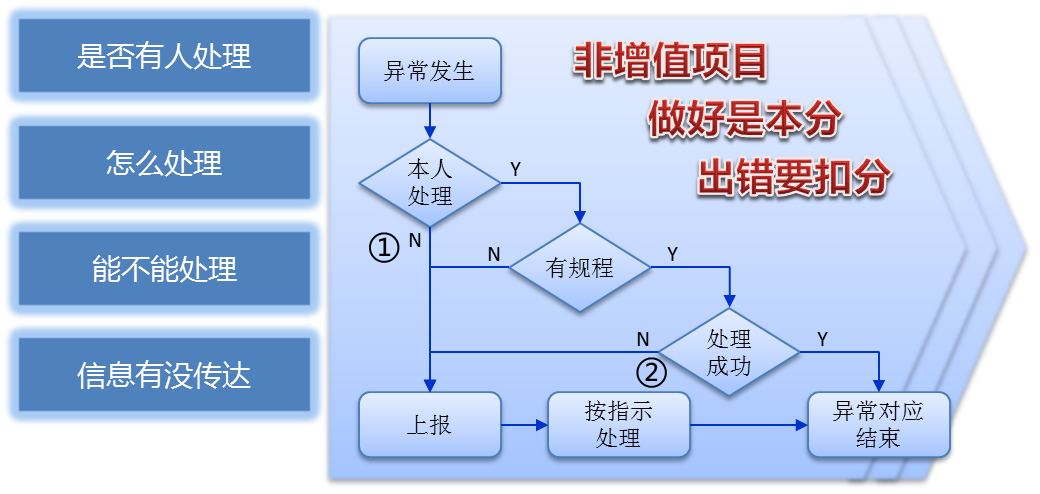 是否有人处理
怎么处理
能不能处理
信息有没传达
非增值项目
做好是本分
出错要扣分
异常发生
本人
处理
Y
N
①
有规程
N
Y
处理
成功
N
②
Y
上报
按指示
处理
异常对应
结束